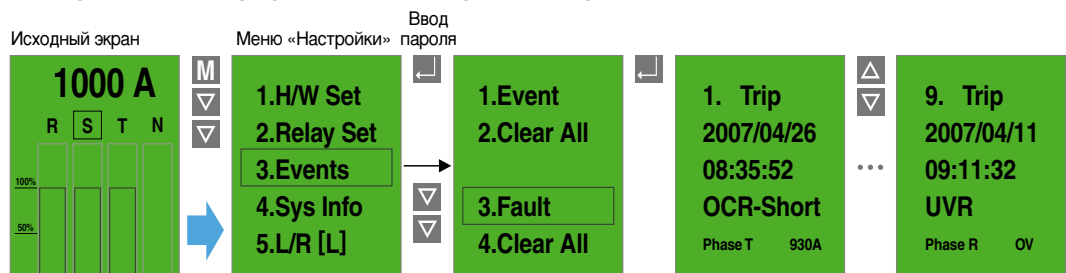 Исходный экран
1000 A
R S T N
100%
50%
M
Меню «Настройки»
1.H/W Set
2.Relay Set
3.Events
4.Sys Info
5.L/R [L]
Ввод
пароля
1.Event
2.Clear All
3.Fault
4.Clear All
1. Trip
2007/04/26
08:35:52
OCR-Short
Phase T 930A
...
9. Trip
2007/04/11
09:11:32
UVR
Phase R OV